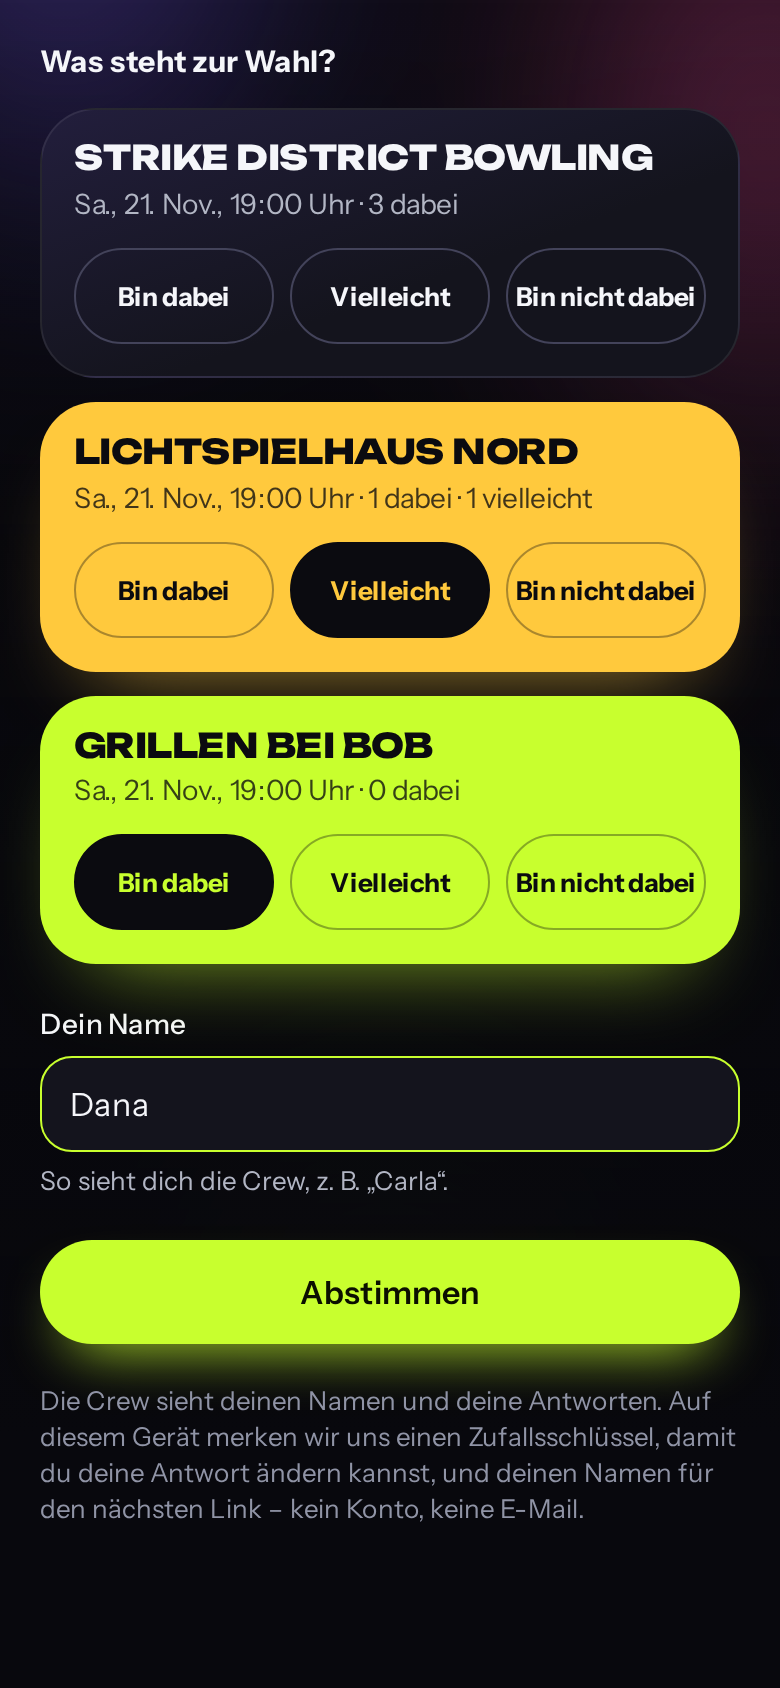 Was steht zur Wahl?
STRIKE DISTRICT BOWLING
Sa., 21. Nov., 19:00 Uhr · 3 dabei
Bin dabei Vielleicht Bin nicht dabei
LICHTSPIELHAUS NORD
Sa., 21. Nov., 19:00 Uhr · 1 dabei · 1 vielleicht
Bin dabei Vielleicht Bin nicht dabei
GRILLEN BEI BOB
Sa., 21. Nov., 19:00 Uhr · 0 dabei
Bin dabei Vielleicht Bin nicht dabei
Dein Name
Dana
So sieht dich die Crew, z. B. „Carla“.
Abstimmen
Die Crew sieht deinen Namen und deine Antworten. Auf
diesem Gerät merken wir uns einen Zufallsschlüssel, damit
du deine Antwort ändern kannst, und deinen Namen für
den nächsten Link – kein Konto, keine E-Mail.